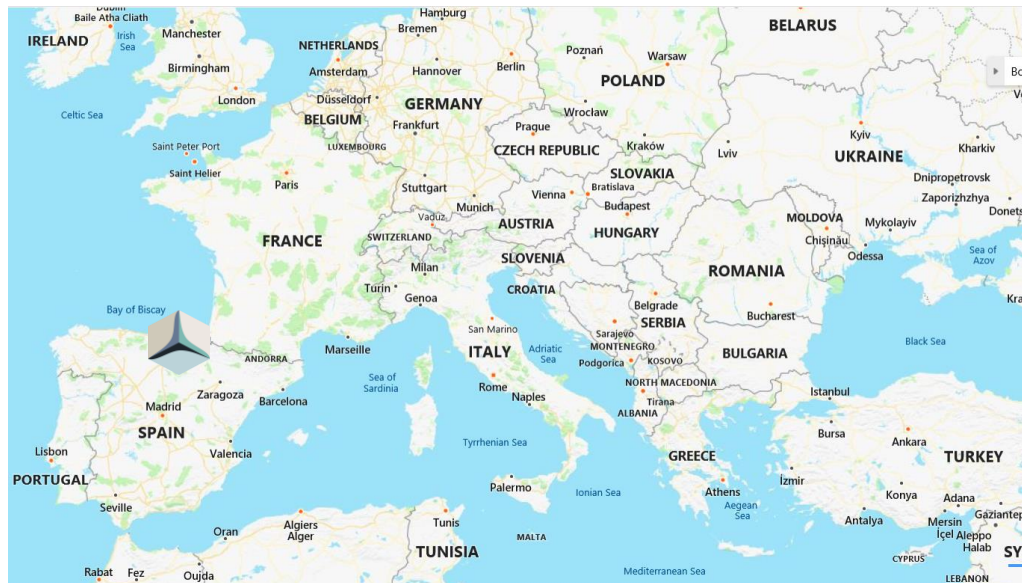 Dublin
Baile Atha Cliath
IRELAND
Irish
Sea
Manchester
Birmingham
London
Celtic Sea
Hamburg
Bremen
NETHERLANDS
Amsterdam
Hannover
Berlin
Düsseldorf
GERMANY
BELGIUM
Frankfurt
LUXEMBOURG
Poznań
Warsaw
POLAND
Wrocław
BELARUS
Bo
Prague
CZECH REPUBLIC
Kraków
Lviv
Kyiv
UKRAINE
Kharkiv
Saint Peter Port
Saint Helier
Paris
Stuttgart
Munich
SLOVAKIA
Vienna
Bratislava
Budapest
Dnipropetrovsk
Zaporizhzhya
Donets
Vaduz
SWITZERLAND
AUSTRIA
HUNGARY
MOLDOVA
Chișinău
Mykolayiv
Odessa
FRANCE
SLOVENIA
Milan
Turin
Genoa
CROATIA
ROMANIA
Sea of
Azov
Kra
Bay of Biscay
San Marino
Belgrade
SERBIA
Bucharest
Sarajevo
MONTENEGRO
Podgorica
KOSOVO
BULGARIA
Black Sea
ANDORRA
Marseille
ITALY
Adriatic
Sea
Sea of
Sardinia
Rome
Naples
NORTH MACEDONIA
Tirana
ALBANIA
Istanbul
Zaragoza
Barcelona
Madrid
SPAIN
Valencia
Bursa
Ankara
Lisbon
PORTUGAL
Tyrrhenian Sea
GREECE
TURKEY
Seville
Palermo
Ionian Sea
Athens
Aegean
Sea
İzmir
Konya
Adana
Gaziantep
Antalya
Mersin
İçel
Aleppo
Halab
Oran
Algiers
Alger
Tunis
TUNISIA
MALTA
CYPRUS
SY
Rabat
Fez
Oujda
Mediterranean Sea
LEBANON